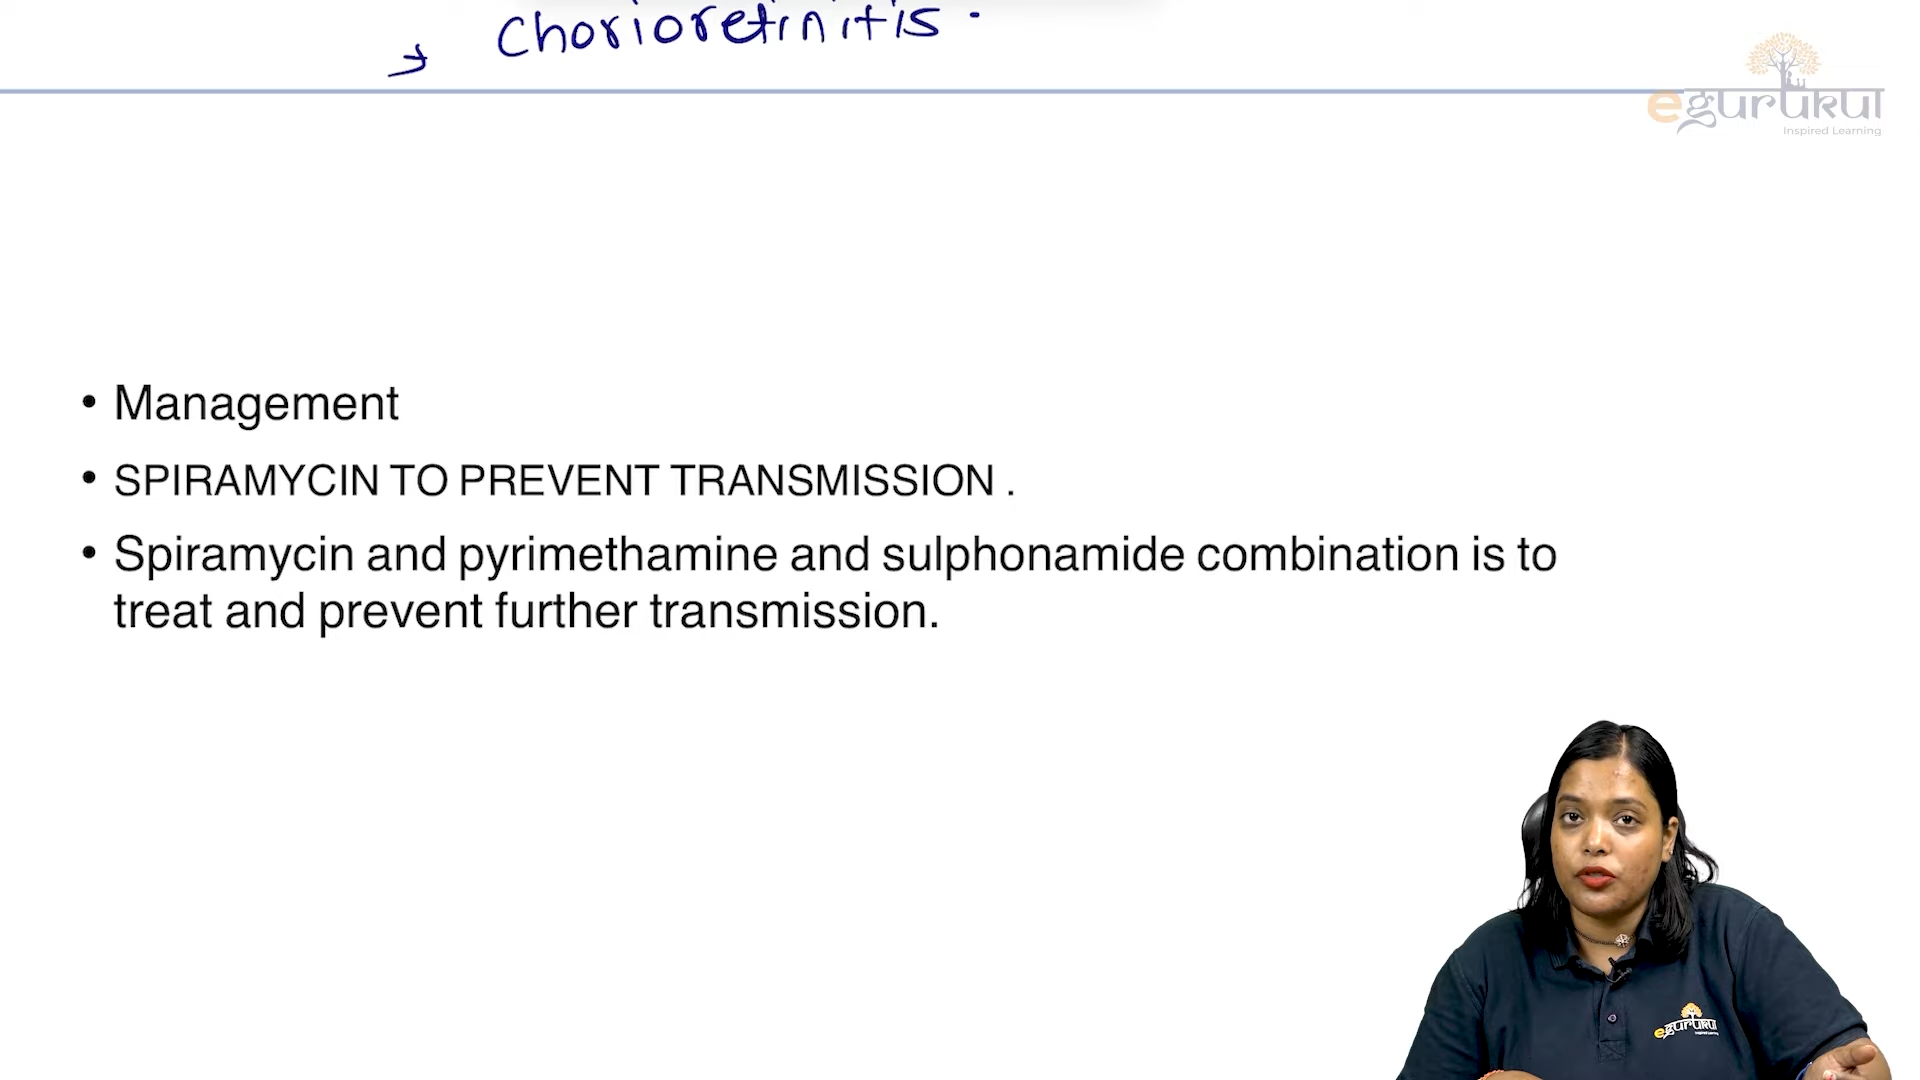 Chorioretinitis.
egurukul
Inspired Learning
• Management
• SPIRAMYCIN TO PREVENT TRANSMISSION .
• Spiramycin and pyrimethamine and sulphonamide combination is to
treat and prevent further transmission.
egurukul